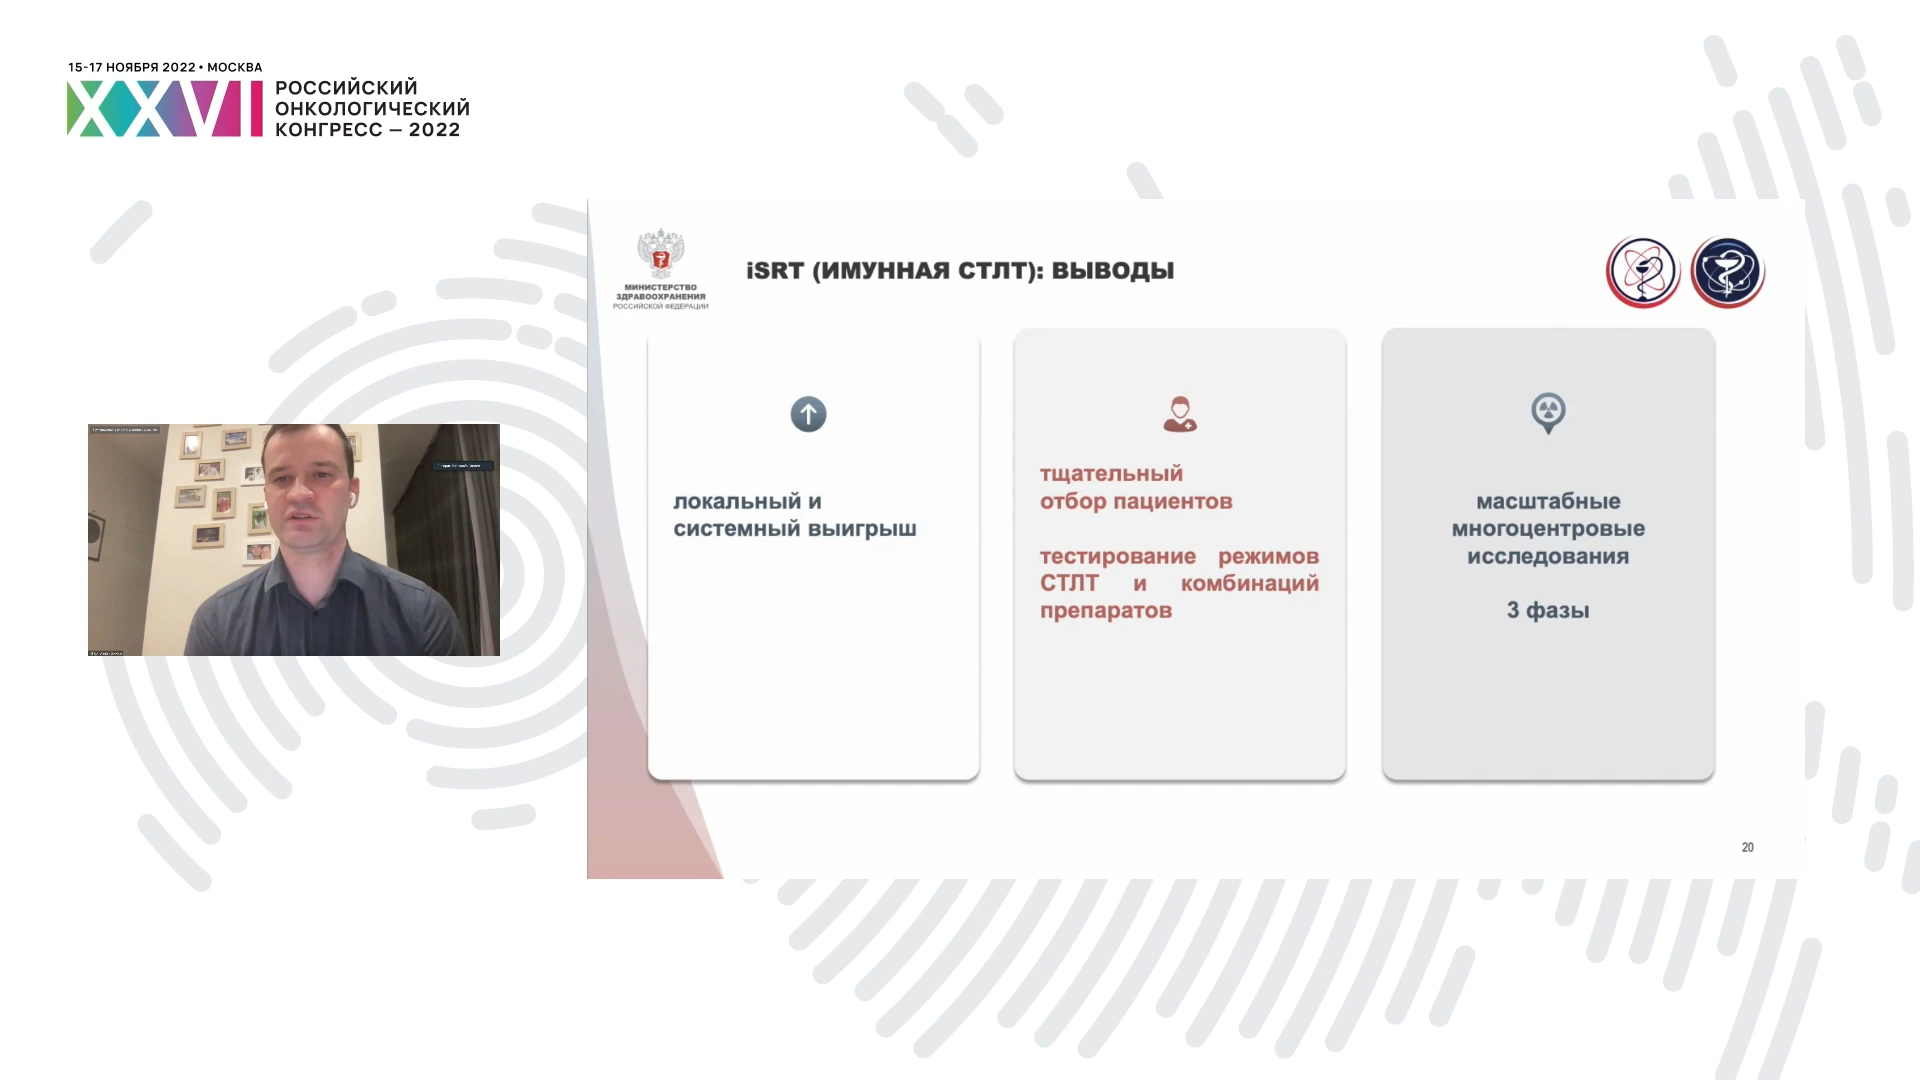 15-17 НОЯБРЯ 2022 • МОСКВА
XXVI
РОССИЙСКИЙ
ОНКОЛОГИЧЕСКИЙ
КОНГРЕСС — 2022
МИНИСТЕРСТВО
ЗДРАВООХРАНЕНИЯ
РОССИЙСКОЙ ФЕДЕРАЦИИ
iSRT (ИМУННАЯ СТЛТ): ВЫВОДЫ
локальный и
системный выигрыш
тщательный
отбор пациентов
тестирование режимов
СТЛТ и комбинаций
препаратов
масштабные
многоцентровые
исследования
3 фазы
20